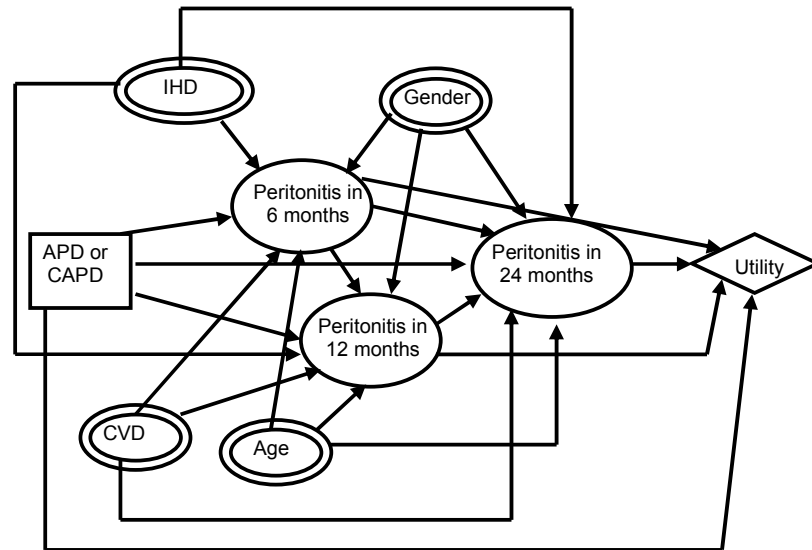 IHD
Gender
Peritonitis in
6 months
APD or
CAPD
Peritonitis in
24 months
Utility
Peritonitis in
12 months
CVD
Age